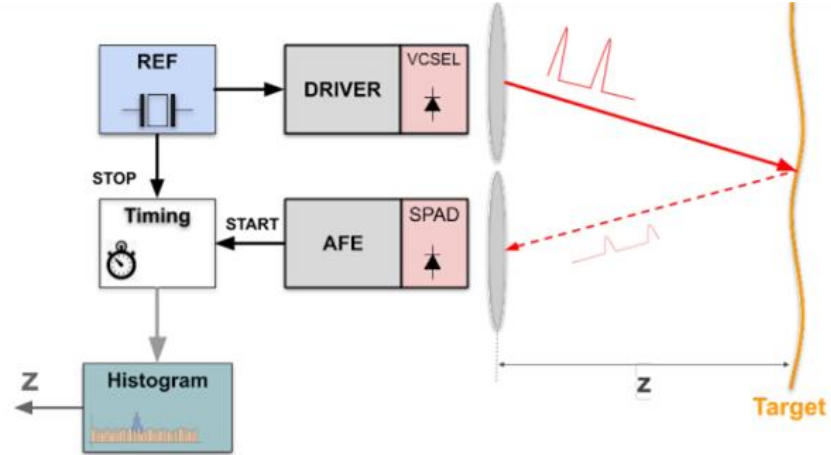 REF
DRIVER
VCSEL
STOP
Timing
START
AFE
SPAD
Histogram
Z
Z
Target